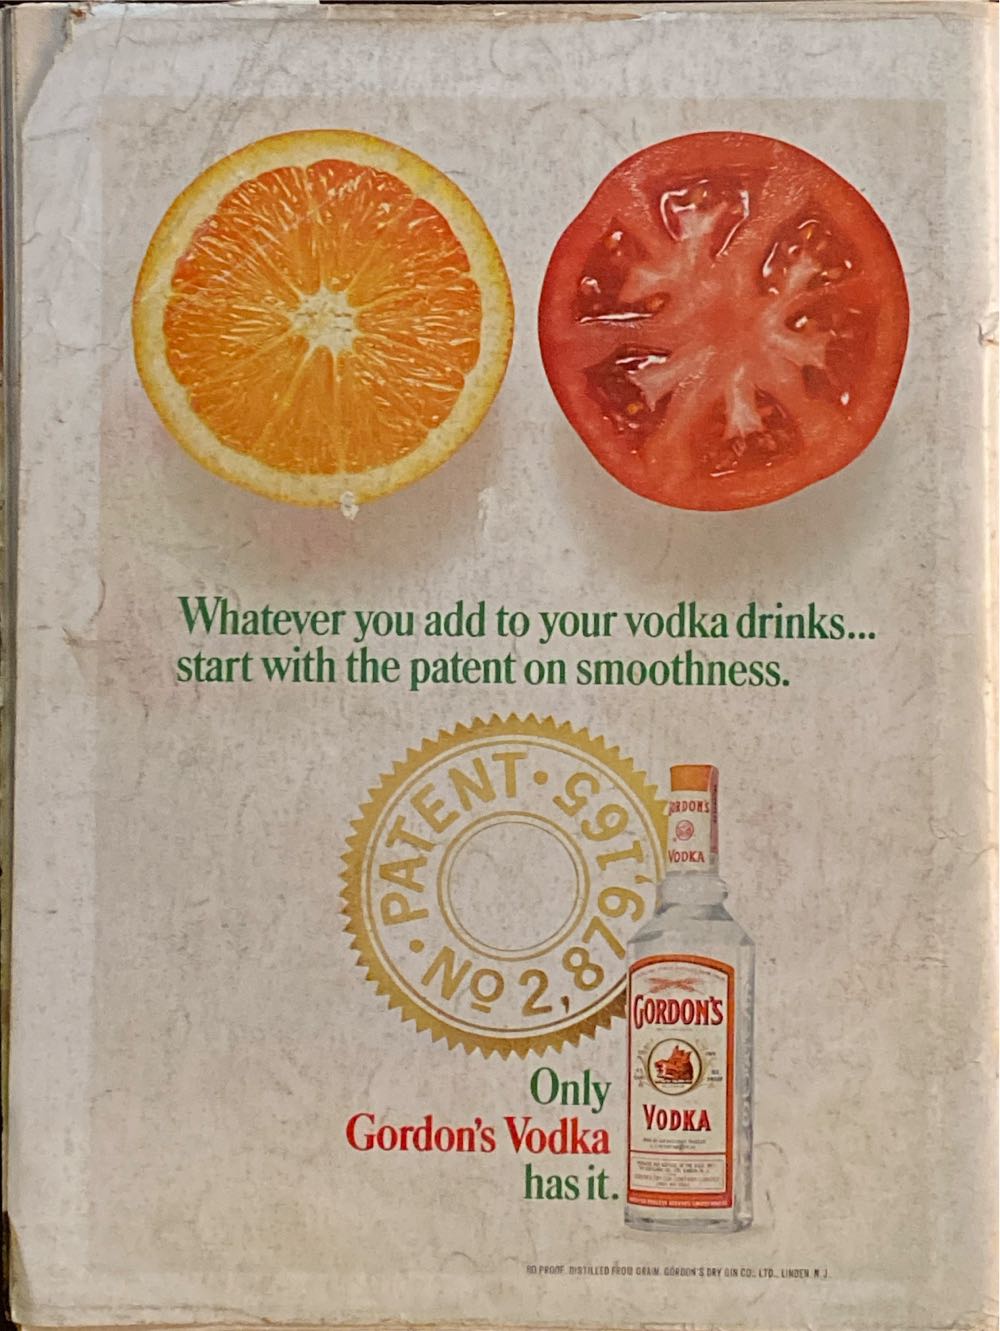 Whatever you add to your vodka drinks...
start with the patent on smoothness.
PATENT · No 2,879,165 ·
GORDON'S
VODKA
GORDON'S
VODKA
Only
Gordon's Vodka
has it.
80 PROOF. DISTILLED FROM GRAIN. GORDON'S DRY GIN CO., LTD., LINDEN, N.J.